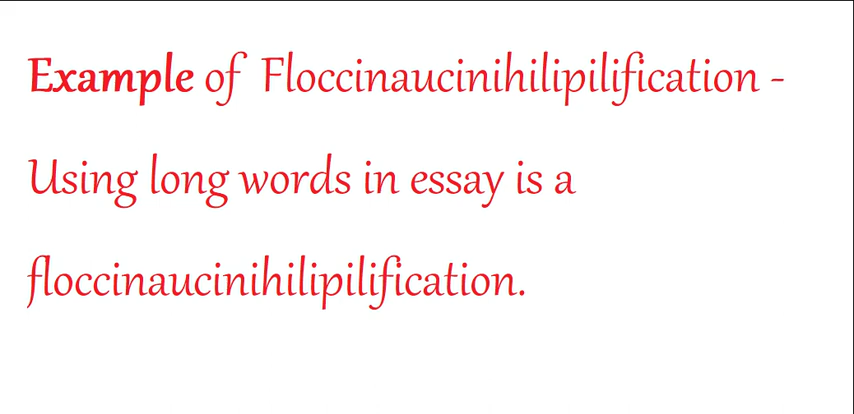 Example of Floccinaucinihilipilification -
Using long words in essay is a
floccinaucinihilipilification.